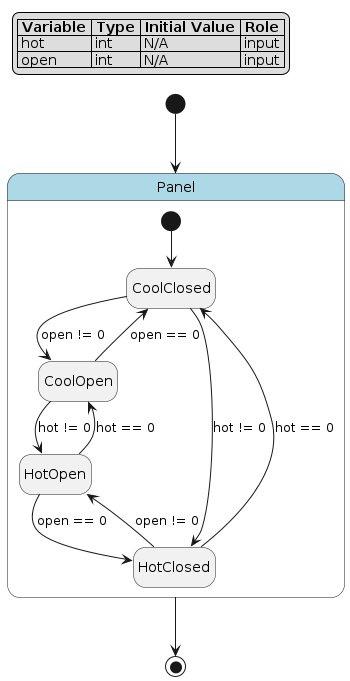 Variable Type Initial Value Role
hot int N/A input
open int N/A input
Panel
CoolClosed
open != 0 open == 0
CoolOpen
hot != 0 hot == 0 hot != 0 hot == 0
HotOpen
open == 0 open != 0
HotClosed